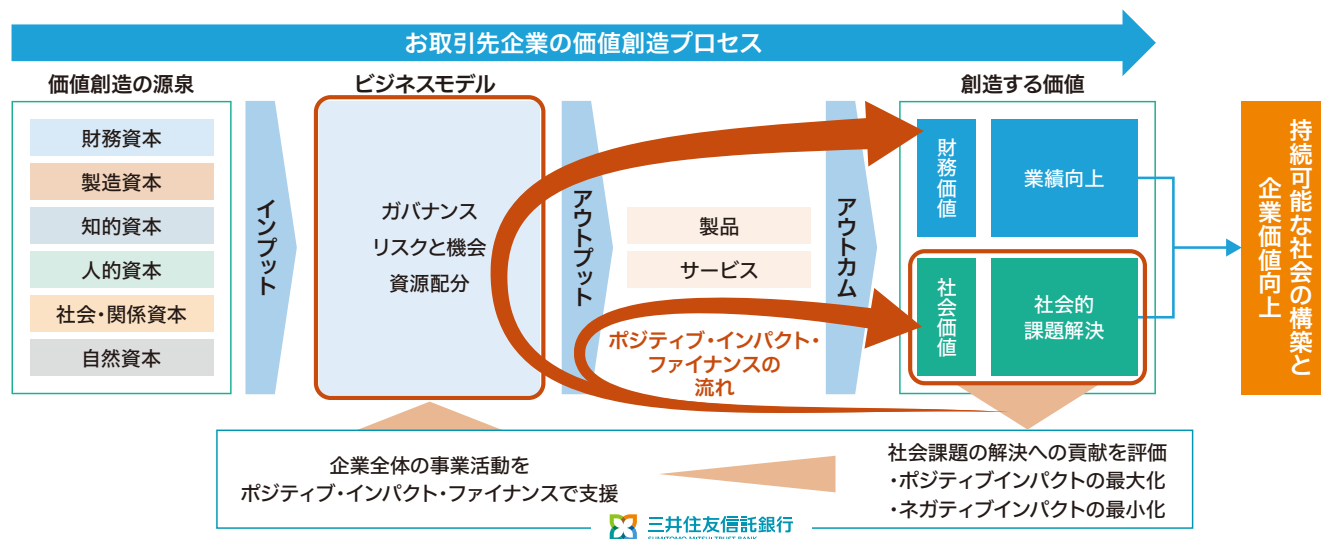 お取引先企業の価値創造プロセス
価値創造の源泉
財務資本
製造資本
知的資本
人的資本
社会・関係資本
自然資本
インプット
ビジネスモデル
ガバナンス
リスクと機会
資源配分
アウトプット
製品
サービス
ポジティブ・インパクト・
ファイナンスの
流れ
アウトカム
創造する価値
財務価値
業績向上
社会価値
社会的
課題解決
持続可能な社会の構築と
企業価値向上
企業全体の事業活動を
ポジティブ・インパクト・ファイナンスで支援
社会課題の解決への貢献を評価
・ポジティブインパクトの最大化
・ネガティブインパクトの最小化
三井住友信託銀行
SUMITOMO MITSUI TRUST BANK